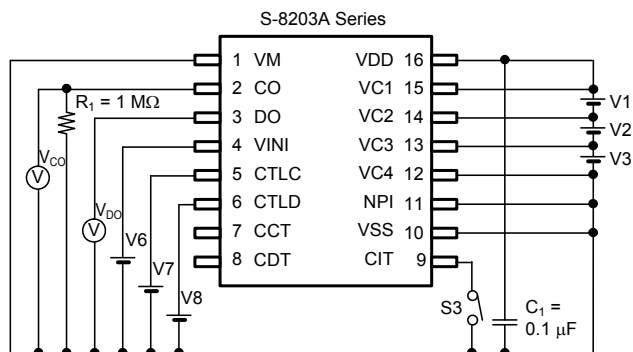 S-8203A Series
1 VM
2 CO
3 DO
4 VINI
5 CTLC
6 CTLD
7 CCT
8 CDT
VDD 16
VC1 15
VC2 14
VC3 13
VC4 12
NPI 11
VSS 10
CIT 9
R1 = 1 MΩ
VCO
V
VDO
V
V6
V7
V8
V1
V2
V3
S3
C1 =
0.1 μF